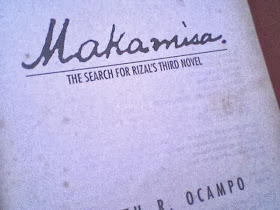 Makamisa.
THE SEARCH FOR RIZAL'S THIRD NOVEL
R. OCAMPO